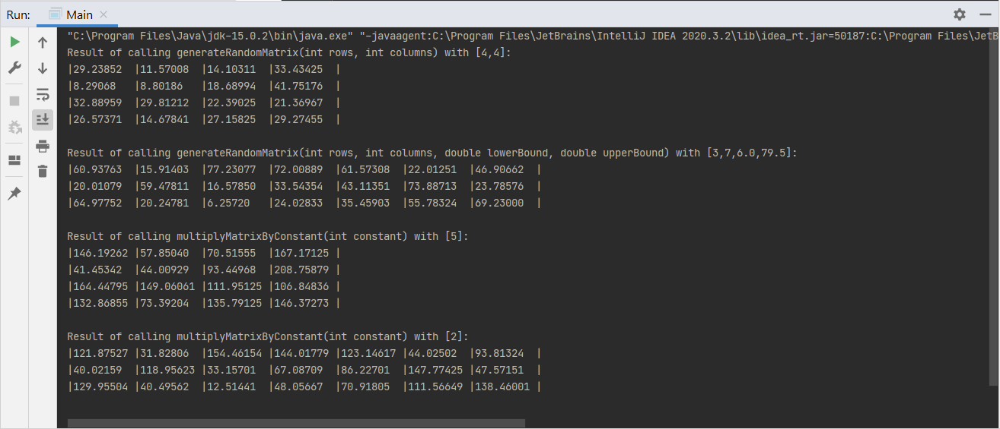 Run: Main
"C:\Program Files\Java\jdk-15.0.2\bin\java.exe" "-javaagent:C:\Program Files\JetBrains\IntelliJ IDEA 2020.3.2\lib\idea_rt.jar=50187:C:\Program Files\JetB
Result of calling generateRandomMatrix(int rows, int columns) with [4,4]:
|29.23852  |11.57008  |14.10311  |33.43425  |
|8.29068   |8.80186   |18.68994  |41.75176  |
|32.88959  |29.81212  |22.39025  |21.36967  |
|26.57371  |14.67841  |27.15825  |29.27455  |

Result of calling generateRandomMatrix(int rows, int columns, double lowerBound, double upperBound) with [3,7,6.0,79.5]:
|60.93763  |15.91403  |77.23077  |72.00889  |61.57308  |22.01251  |46.90662  |
|20.01079  |59.47811  |16.57850  |33.54354  |43.11351  |73.88713  |23.78576  |
|64.97752  |20.24781  |6.25720   |24.02833  |35.45903  |55.78324  |69.23000  |

Result of calling multiplyMatrixByConstant(int constant) with [5]:
|146.19262 |57.85040  |70.51555  |167.17125 |
|41.45342  |44.00929  |93.44968  |208.75879 |
|164.44795 |149.06061 |111.95125 |106.84836 |
|132.86855 |73.39204  |135.79125 |146.37273 |

Result of calling multiplyMatrixByConstant(int constant) with [2]:
|121.87527 |31.82806  |154.46154 |144.01779 |123.14617 |44.02502  |93.81324  |
|40.02159  |118.95623 |33.15701  |67.08709  |86.22701  |147.77425 |47.57151  |
|129.95504 |40.49562  |12.51441  |48.05667  |70.91805  |111.56649 |138.46001 |